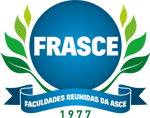 FRASCE
FACULDADES REUNIDAS DA ASCE
1977